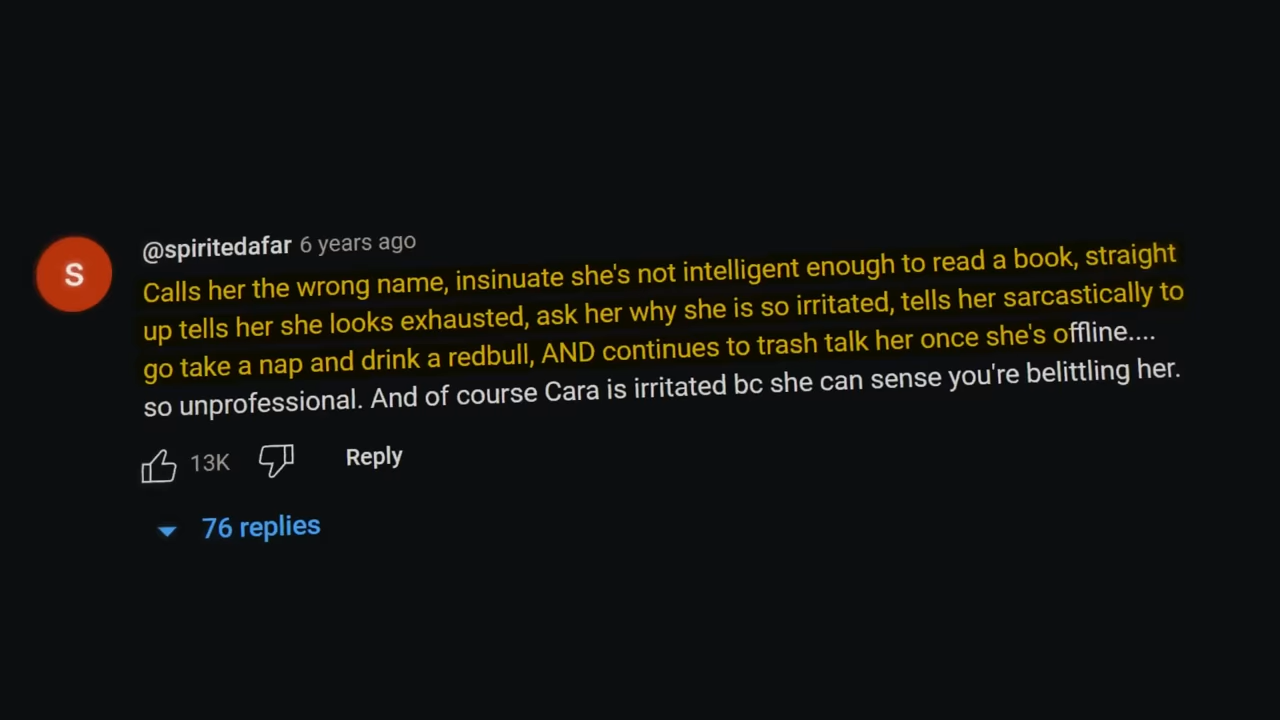 S
@spiritedafar 6 years ago
Calls her the wrong name, insinuate she's not intelligent enough to read a book, straight
up tells her she looks exhausted, ask her why she is so irritated, tells her sarcastically to
go take a nap and drink a redbull, AND continues to trash talk her once she's offline....
so unprofessional. And of course Cara is irritated bc she can sense you're belittling her.
13K Reply
76 replies